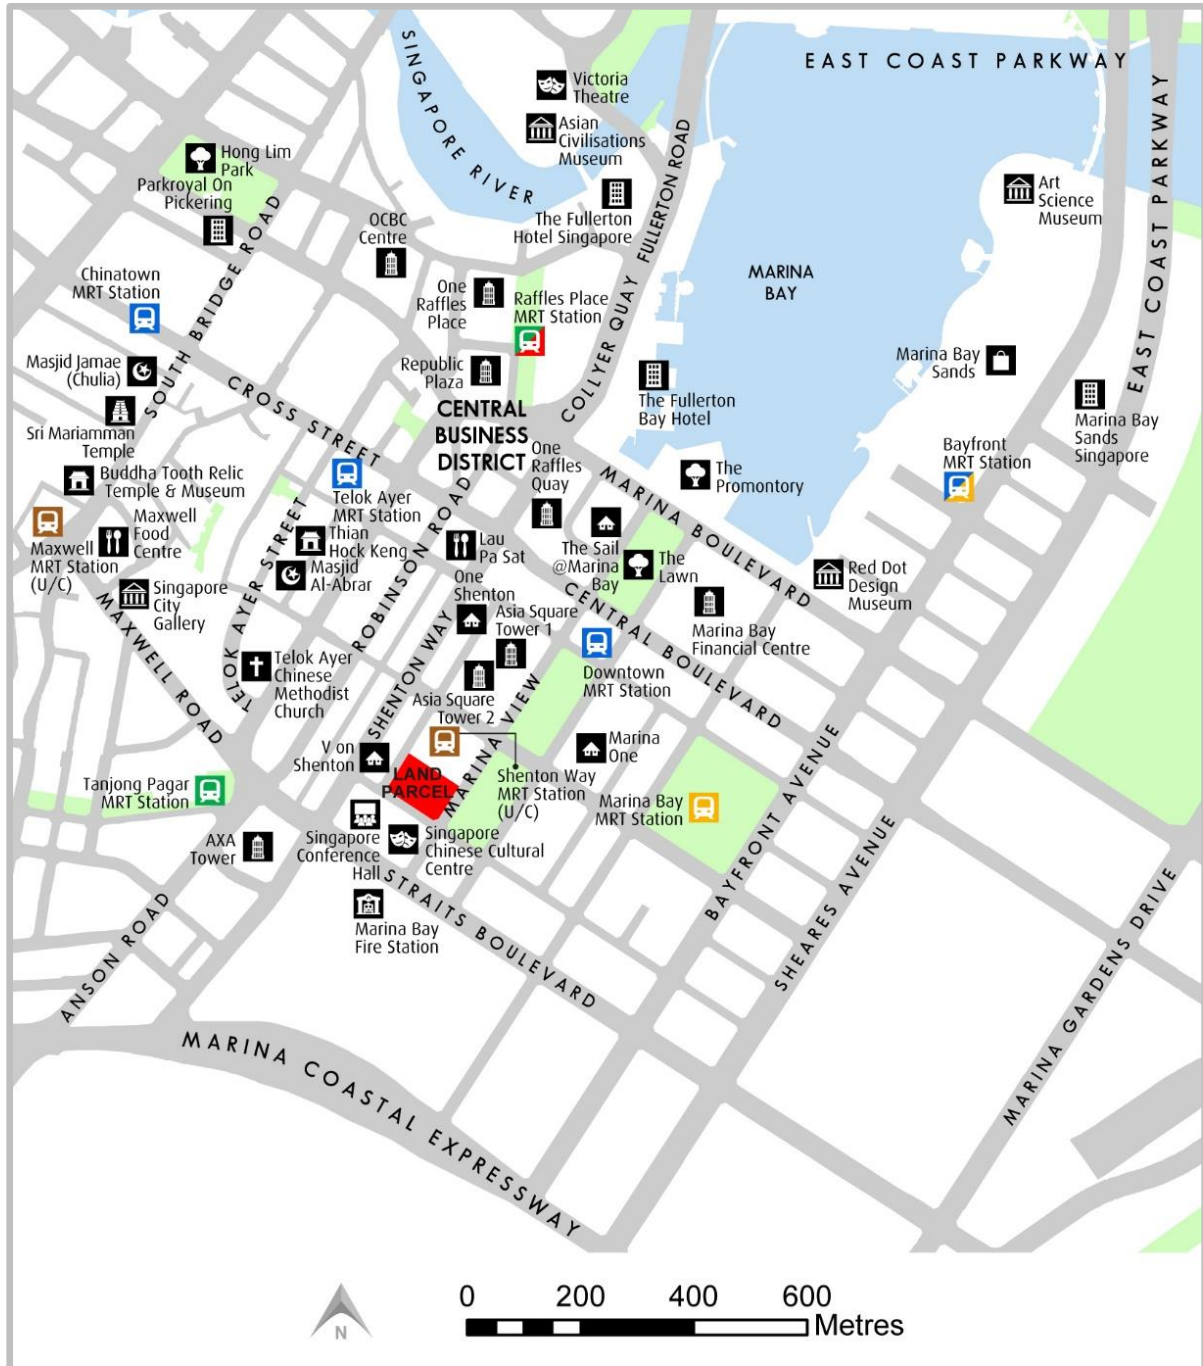 EAST COAST PARKWAY
SINGAPORE RIVER
Victoria
Theatre
Asian
Civilisations
Museum
FULLERTON ROAD
EAST COAST PARKWAY
Hong Lim
Park
Parkroyal On
Pickering
The Fullerton
Hotel Singapore
Art
Science
Museum
OCBC
Centre
SOUTH BRIDGE ROAD
Chinatown
MRT Station
One
Raffles
Place
Raffles Place
MRT Station
COLLYER QUAY
MARINA
BAY
Masjid Jamae
(Chulia)
CROSS STREET
Republic
Plaza
The Fullerton
Bay Hotel
Marina Bay
Sands
Marina Bay
Sands
Singapore
Sri Mariamman
Temple
CENTRAL
BUSINESS
DISTRICT
One
Raffles
Quay
MARINA BOULEVARD
The
Promontory
Bayfront
MRT Station
Buddha Tooth Relic
Temple & Museum
Telok Ayer
MRT Station
Maxwell
MRT Station
(U/C)
Maxwell
Food
Centre
TELOK AYER STREET
Thian
Hock Keng
Masjid
Al-Abrar
ROBINSON ROAD
Lau
Pa Sat
The Sail
@Marina
Bay
The
Lawn
Red Dot
Design
Museum
Singapore
City
Gallery
MAXWELL ROAD
One
Shenton
Asia Square
Tower 1
CENTRAL BOULEVARD
Marina Bay
Financial Centre
Downtown
MRT Station
Telok Ayer
Chinese
Methodist
Church
SHENTON WAY
Asia Square
Tower 2
MARINA VIEW
V on
Shenton
LAND
PARCEL
Marina
One
Shenton Way
MRT Station
(U/C)
Tanjong Pagar
MRT Station
Marina Bay
MRT Station
BAYFRONT AVENUE
SHEARES AVENUE
AXA
Tower
Singapore
Conference
Hall
Singapore
Chinese Cultural
Centre
STRAITS BOULEVARD
Marina Bay
Fire Station
ANSON ROAD
MARINA GARDENS DRIVE
MARINA COASTAL EXPRESSWAY
N
0 200 400 600
Metres